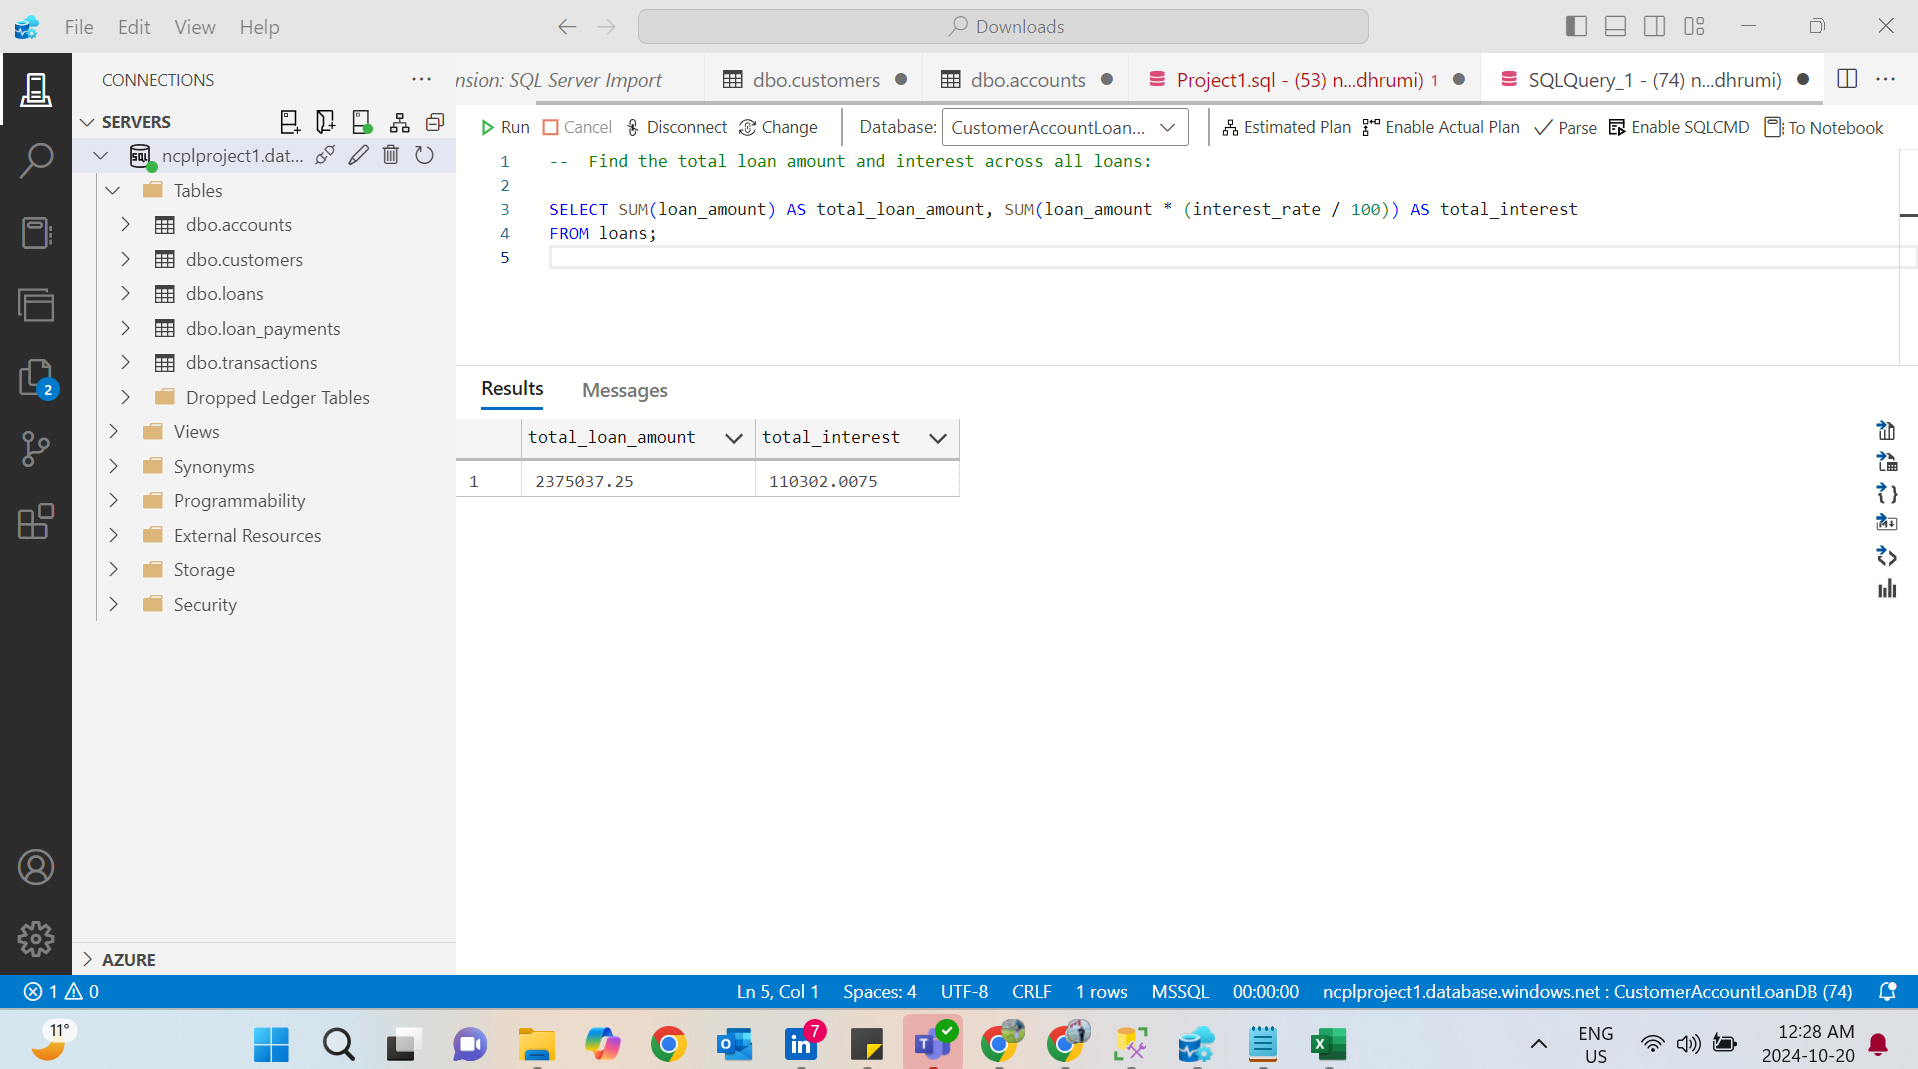 File Edit View Help
Downloads
CONNECTIONS
nsion: SQL Server Import
dbo.customers
dbo.accounts
Project1.sql - (53) n...dhrumi) 1
SQLQuery_1 - (74) n...dhrumi)
SERVERS
Run Cancel Disconnect Change Database: CustomerAccountLoan... Estimated Plan Enable Actual Plan Parse Enable SQLCMD To Notebook
ncplproject1.dat...
Tables
dbo.accounts
dbo.customers
dbo.loans
dbo.loan_payments
dbo.transactions
Dropped Ledger Tables
Views
Synonyms
Programmability
External Resources
Storage
Security
AZURE
2
1 -- Find the total loan amount and interest across all loans:
2
3 SELECT SUM(loan_amount) AS total_loan_amount, SUM(loan_amount * (interest_rate / 100)) AS total_interest
4 FROM loans;
5
Results Messages
total_loan_amount total_interest
1 2375037.25 110302.0075
1 0 Ln 5, Col 1 Spaces: 4 UTF-8 CRLF 1 rows MSSQL 00:00:00 ncplproject1.database.windows.net : CustomerAccountLoanDB (74)
11°
7
ENG
US
12:28 AM
2024-10-20